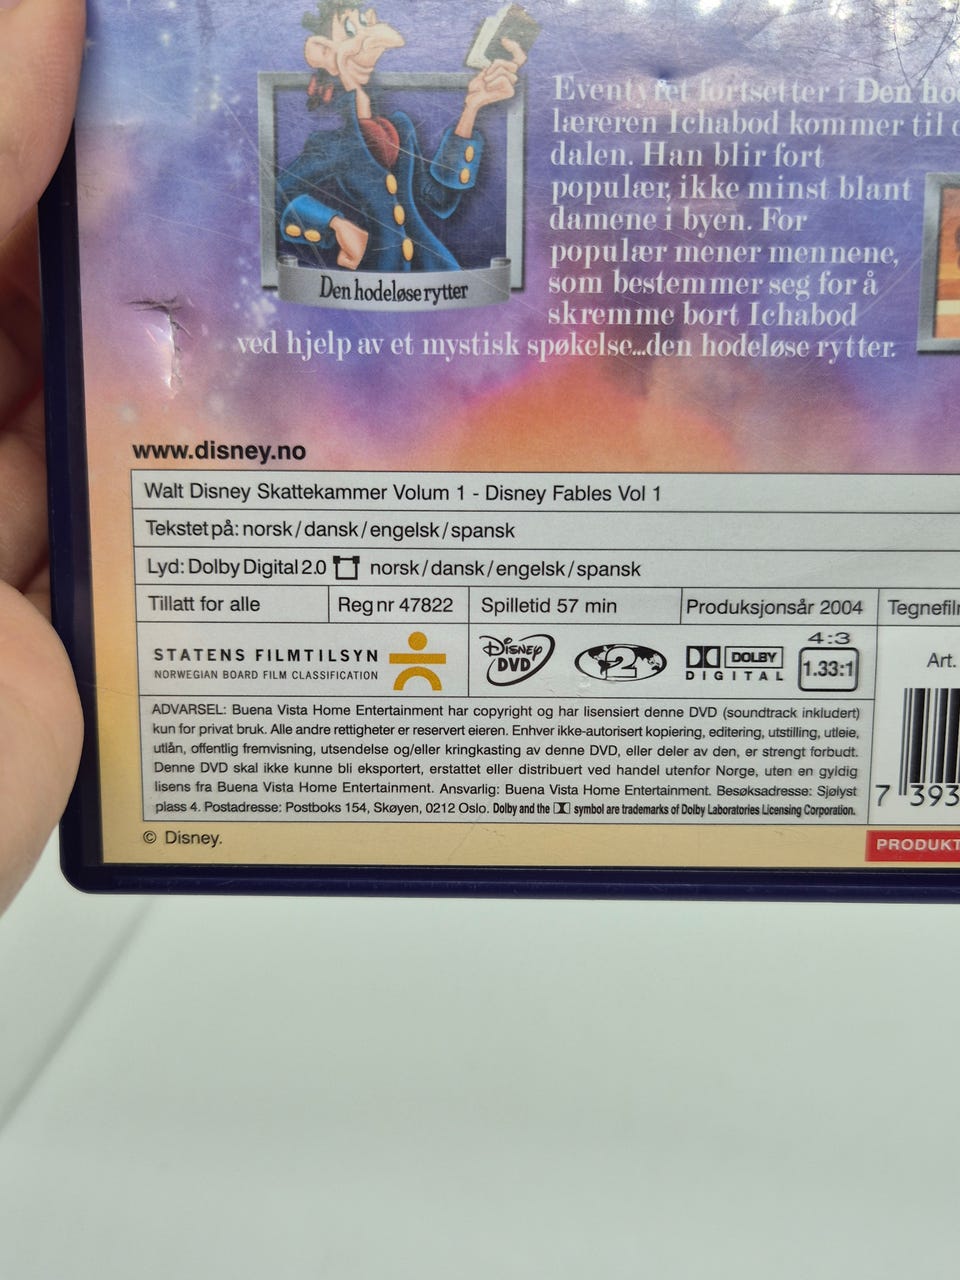 Eventyret fortsetter i Den
læreren Ichabod kommer til
dalen. Han blir fort
populær, ikke minst blant
damene i byen. For
populær mener mennene,
som bestemmer seg for å
skremme bort Ichabod
ved hjelp av et mystisk spøkelse...den hodeløse rytter.
Den hodeløse rytter
www.disney.no
Walt Disney Skattekammer Volum 1 - Disney Fables Vol 1
Tekstet på: norsk/dansk/engelsk/spansk
Lyd: Dolby Digital 2.0 norsk/dansk/engelsk/spansk
Tillatt for alle Reg nr 47822 Spilletid 57 min Produksjonsår 2004
STATENS FILMTILSYN
NORWEGIAN BOARD FILM CLASSIFICATION
Disney
DVD
2
DOLBY
DIGITAL
4:3
1.33:1
Art.
ADVARSEL: Buena Vista Home Entertainment har copyright og har lisensiert denne DVD (soundtrack inkludert)
kun for privat bruk. Alle andre rettigheter er reservert eieren. Enhver ikke-autorisert kopiering, editering, utstilling, utleie,
utlån, offentlig fremvisning, utsendelse og/eller kringkasting av denne DVD, eller deler av den, er strengt forbudt.
Denne DVD skal ikke kunne bli eksportert, erstattet eller distribuert ved handel utenfor Norge, uten en gyldig
lisens fra Buena Vista Home Entertainment. Ansvarlig: Buena Vista Home Entertainment. Besøksadresse: Sjølyst
plass 4. Postadresse: Postboks 154, Skøyen, 0212 Oslo. Dolby and the symbol are trademarks of Dolby Laboratories Licensing Corporation.
7 393
© Disney.
PRODUKT